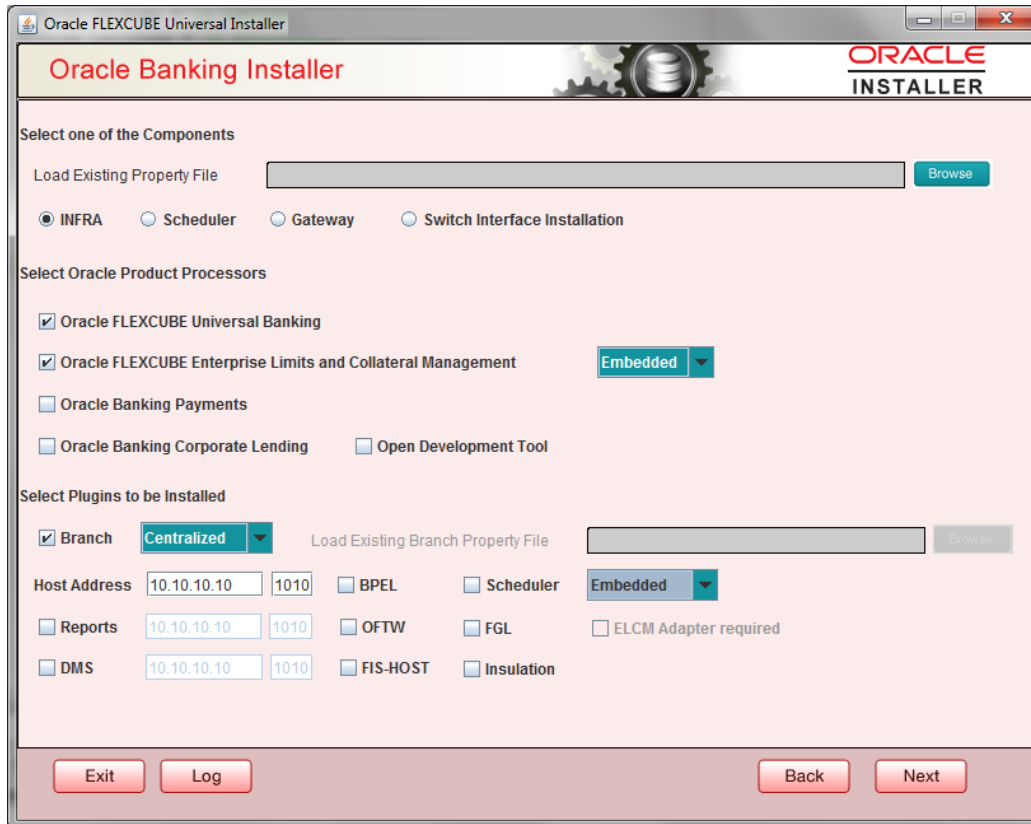 Oracle FLEXCUBE Universal Installer
Oracle Banking Installer
ORACLE
INSTALLER
Select one of the Components
Load Existing Property File
Browse
INFRA
Scheduler
Gateway
Switch Interface Installation
Select Oracle Product Processors
Oracle FLEXCUBE Universal Banking
Oracle FLEXCUBE Enterprise Limits and Collateral Management
Embedded
Oracle Banking Payments
Oracle Banking Corporate Lending
Open Development Tool
Select Plugins to be Installed
Branch
Centralized
Load Existing Branch Property File
Browse
Host Address
10.10.10.10
1010
BPEL
Scheduler
Embedded
Reports
10.10.10.10
1010
OFTW
FGL
ELCM Adapter required
DMS
10.10.10.10
1010
FIS-HOST
Insulation
Exit
Log
Back
Next